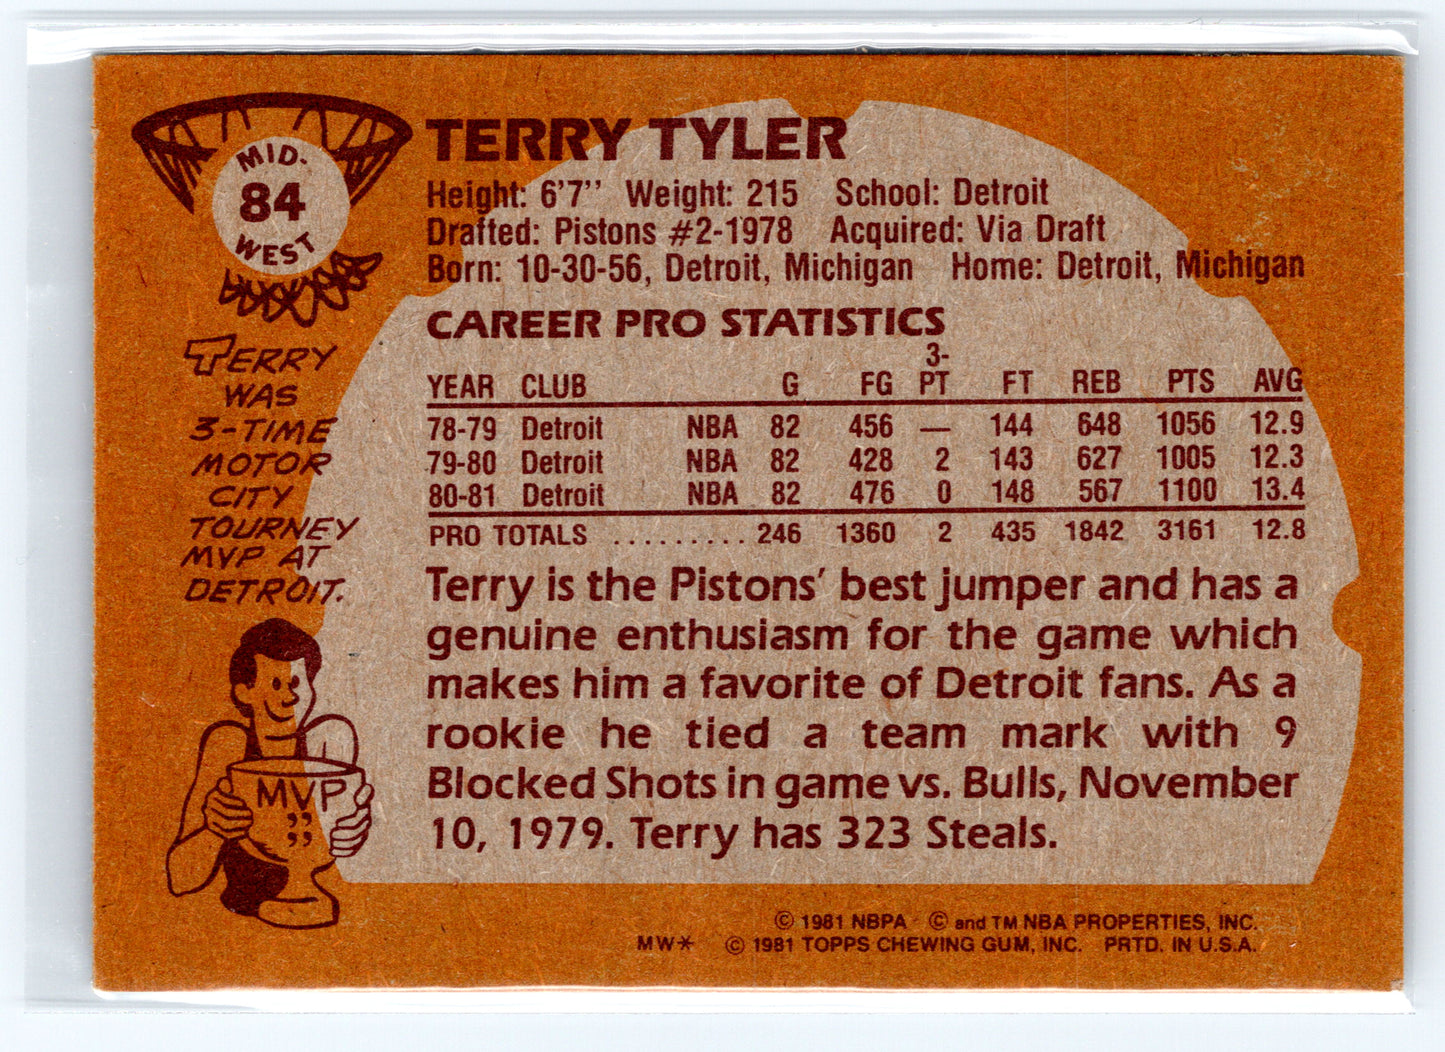 MID-
84
WEST
TERRY TYLER
Height: 6'7'' Weight: 215 School: Detroit
Drafted: Pistons #2-1978 Acquired: Via Draft
Born: 10-30-56, Detroit, Michigan Home: Detroit, Michigan
CAREER PRO STATISTICS
3-
YEAR CLUB G FG PT FT REB PTS AVG
78-79 Detroit NBA 82 456 — 144 648 1056 12.9
79-80 Detroit NBA 82 428 2 143 627 1005 12.3
80-81 Detroit NBA 82 476 0 148 567 1100 13.4
PRO TOTALS ......... 246 1360 2 435 1842 3161 12.8
Terry is the Pistons' best jumper and has a
genuine enthusiasm for the game which
makes him a favorite of Detroit fans. As a
rookie he tied a team mark with 9
Blocked Shots in game vs. Bulls, November
10, 1979. Terry has 323 Steals.
TERRY
WAS
3-TIME
MOTOR
CITY
TOURNEY
MVP AT
DETROIT.
MVP
© 1981 NBPA © and TM NBA PROPERTIES, INC.
MW* © 1981 TOPPS CHEWING GUM, INC. PRTD. IN U.S.A.